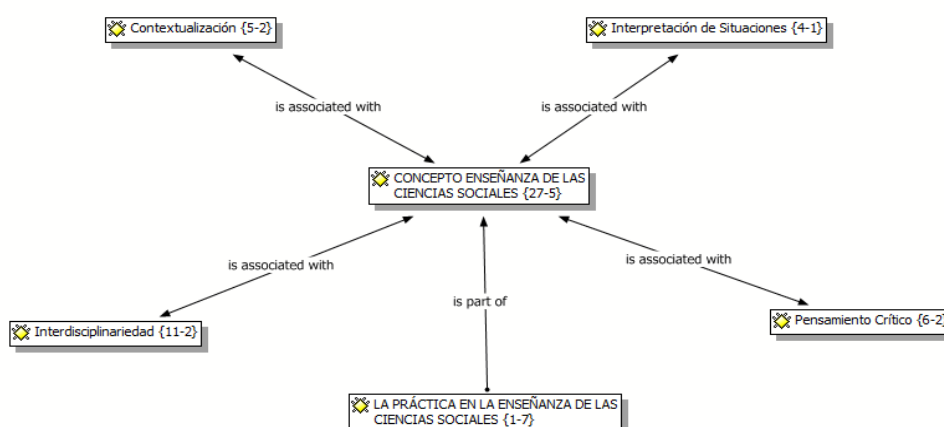 Contextualización {5-2}
Interpretación de Situaciones {4-1}
is associated with
is associated with
CONCEPTO ENSEÑANZA DE LAS
CIENCIAS SOCIALES {27-5}
is associated with
is associated with
is part of
Interdisciplinariedad {11-2}
Pensamiento Crítico {6-2}
LA PRÁCTICA EN LA ENSEÑANZA DE LAS
CIENCIAS SOCIALES {1-7}